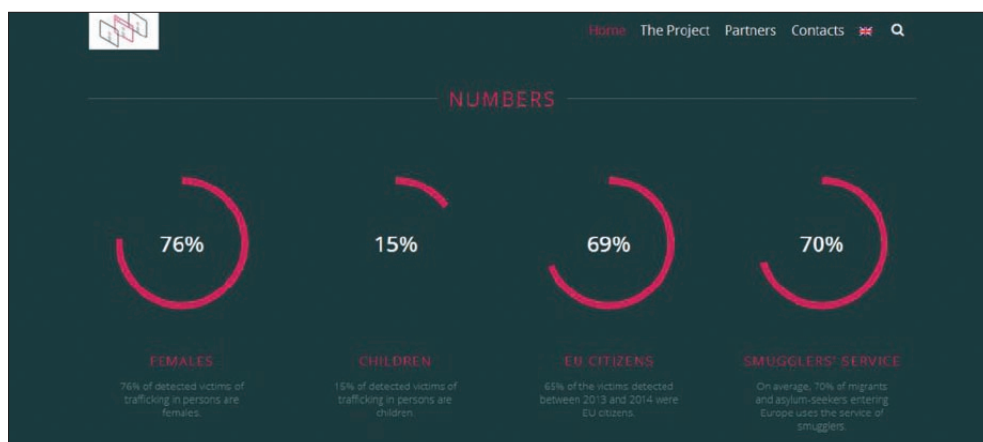 Home The Project Partners Contacts
NUMBERS
76%
15%
69%
70%
FEMALES
76% of detected victims of
trafficking in persons are
females.
CHILDREN
15% of detected victims of
trafficking in persons are
children.
EU CITIZENS
65% of the victims detected
between 2013 and 2014 were
EU citizens.
SMUGGLERS' SERVICE
On average, 70% of migrants
and asylum-seekers entering
Europe uses the service of
smugglers.